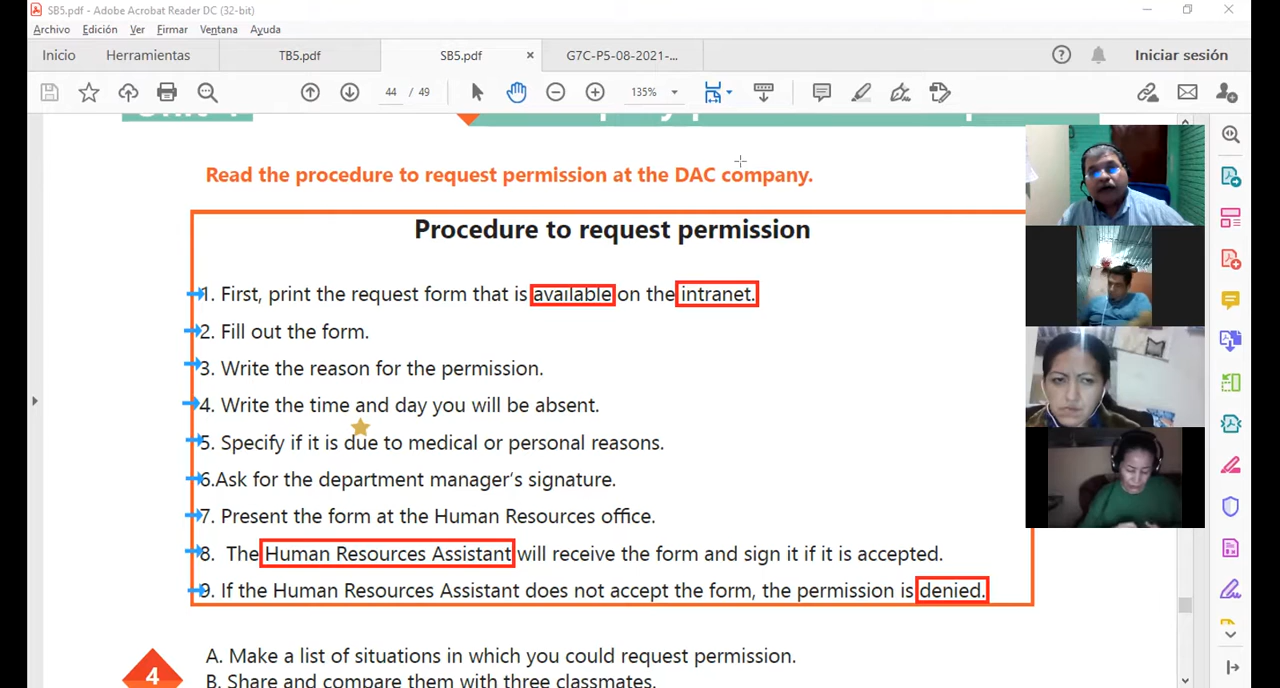 SB5.pdf - Adobe Acrobat Reader DC (32-bit)
Archivo Edición Ver Firmar Ventana Ayuda
Inicio Herramientas TB5.pdf SB5.pdf × G7C-P5-08-2021-... Iniciar sesión
44 / 49 135%
Read the procedure to request permission at the DAC company.
Procedure to request permission
1. First, print the request form that is available on the intranet.
2. Fill out the form.
3. Write the reason for the permission.
4. Write the time and day you will be absent.
5. Specify if it is due to medical or personal reasons.
6.Ask for the department manager's signature.
7. Present the form at the Human Resources office.
8. The Human Resources Assistant will receive the form and sign it if it is accepted.
9. If the Human Resources Assistant does not accept the form, the permission is denied.
4
A. Make a list of situations in which you could request permission.
B. Share and compare them with three classmates.